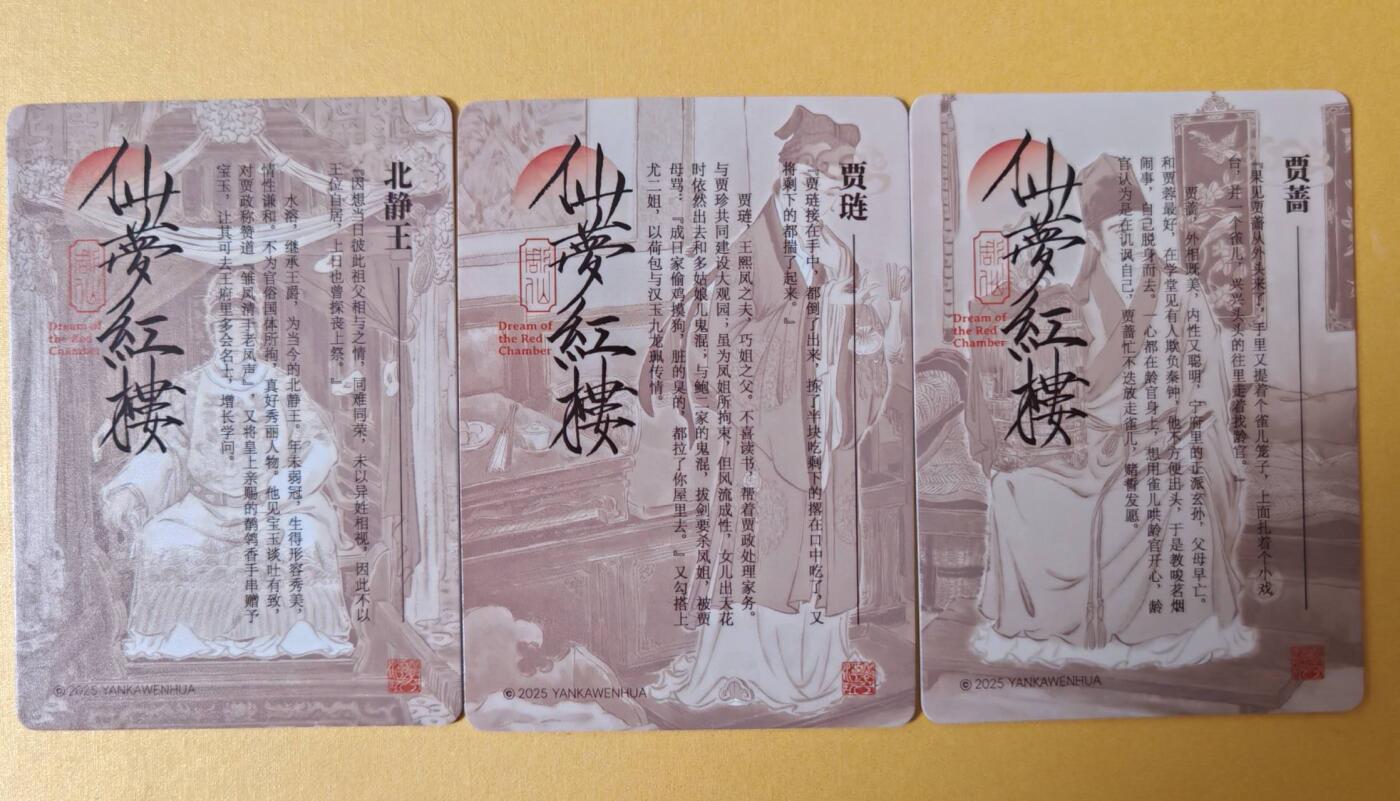 北静王
『因想当日彼此祖父相与之情，同难同荣，未以异姓相视，因此不以
王位自居，上日也曾探丧上祭。』
水溶，继承王爵，为当今的北静王。年未弱冠，生得形容秀美，
情性谦和。不为官俗国体所拘，真好秀丽人物。他见宝玉谈吐有致，
对贾政称赞道『雏凤清于老凤声』，又将皇上亲赐的鹡鸰香手串赠予
宝玉，让其可去王府里多会会名士，增长学问。
仙夢紅樓
Dream of
the Red
Chamber
© 2025 YANKAWENHUA
贾琏
『贾琏接在手中，都倒了出来，拣了半块吃剩下的撂在口中吃了，又
将剩下的都揣了起来。』
贾琏，王熙凤之夫，巧姐之父。不喜读书，帮着贾政处理家务。
与贾珍共同建设大观园；虽为凤姐所拘束，但风流成性，女儿出天花
时依然出去和多姑娘儿鬼混；与鲍二家的鬼混，拔剑要杀凤姐，被贾
母骂：『成日家偷鸡摸狗，脏的臭的，都拉了你屋里去。』又勾搭上
尤二姐，以荷包与汉玉九龙珮传情。
仙夢紅樓
Dream of
the Red
Chamber
© 2025 YANKAWENHUA
贾蔷
『果见贾蔷从外头来了，手里又提着个雀儿笼子，上面扎着个小戏
台，并一个雀儿，兴兴头头的往里走着找龄官。』
贾蔷，外相既美，内性又聪明，宁府里的正派玄孙，父母早亡。
和贾蓉最好，在学堂见有人欺负秦钟，他不方便出头，于是教唆茗烟
闹事，自己脱身而去。一心都在龄官身上，想用雀儿哄龄官开心，龄
官认为是在讥讽自己，贾蔷忙不迭放走雀儿，赌誓发愿。
仙夢紅樓
Dream of
the Red
Chamber
© 2025 YANKAWENHUA